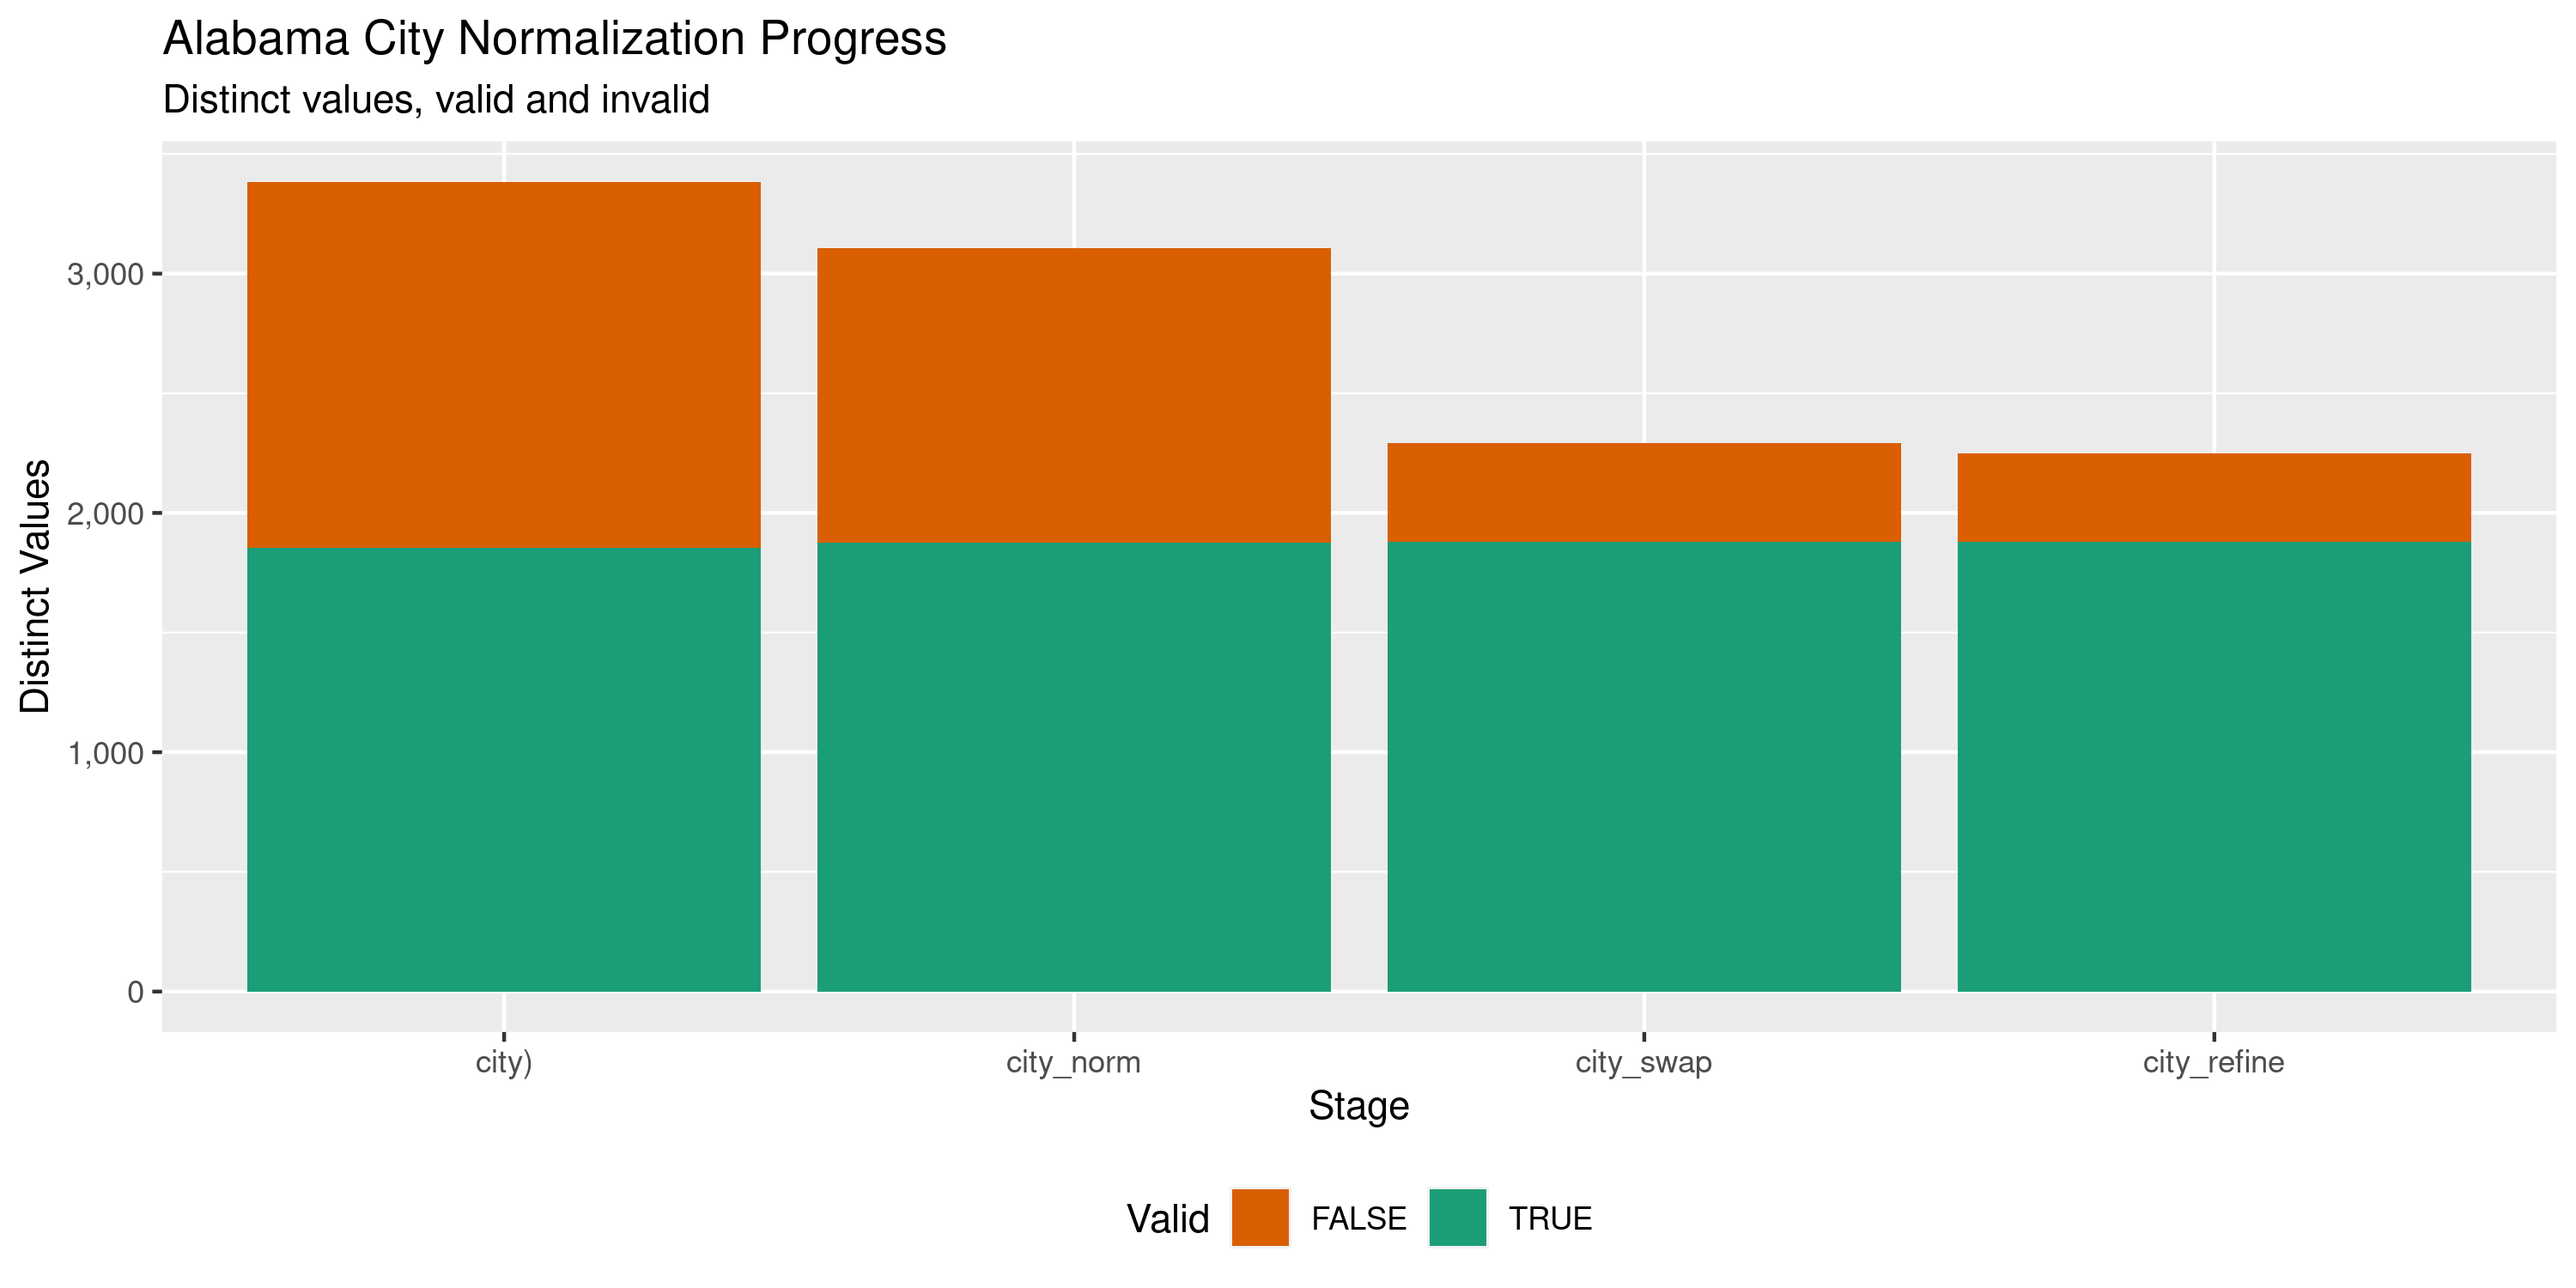 Alabama City Normalization Progress
Distinct values, valid and invalid
Distinct Values
3,000
2,000
1,000
0
city) city_norm city_swap city_refine
Stage
Valid FALSE TRUE